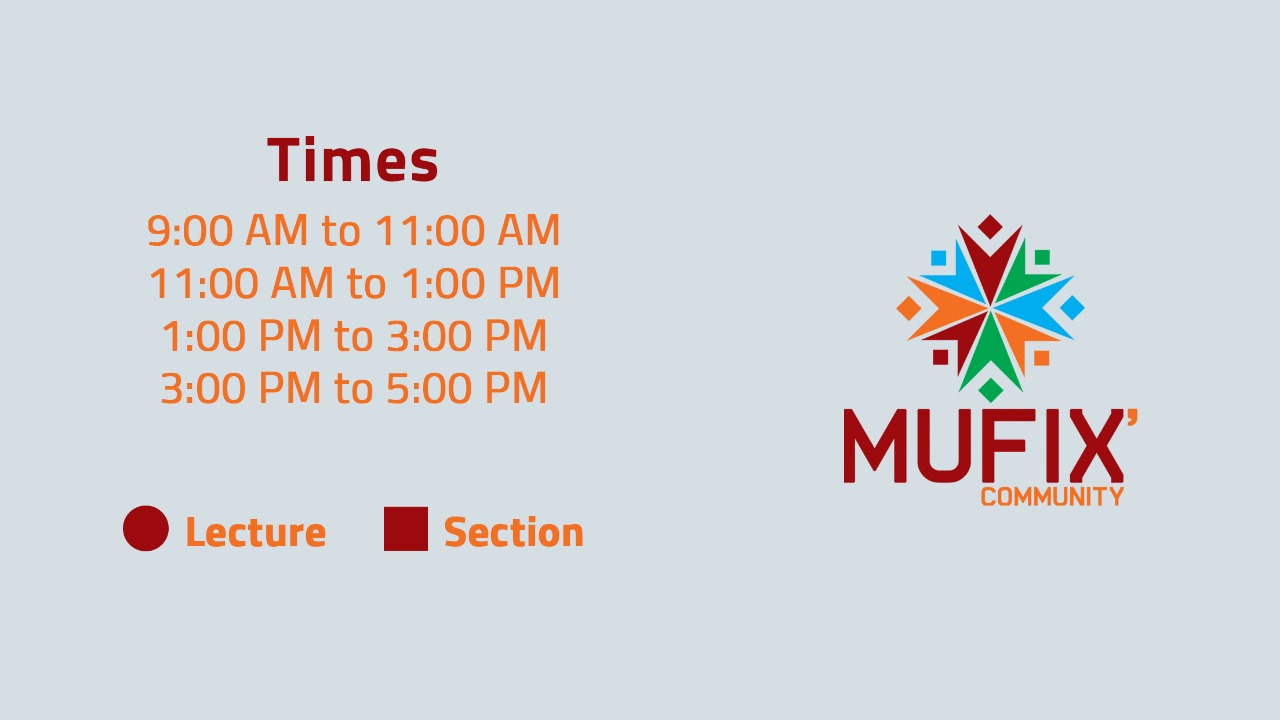 Times
9:00 AM to 11:00 AM
11:00 AM to 1:00 PM
1:00 PM to 3:00 PM
3:00 PM to 5:00 PM
Lecture
Section
MUFIX’
COMMUNITY